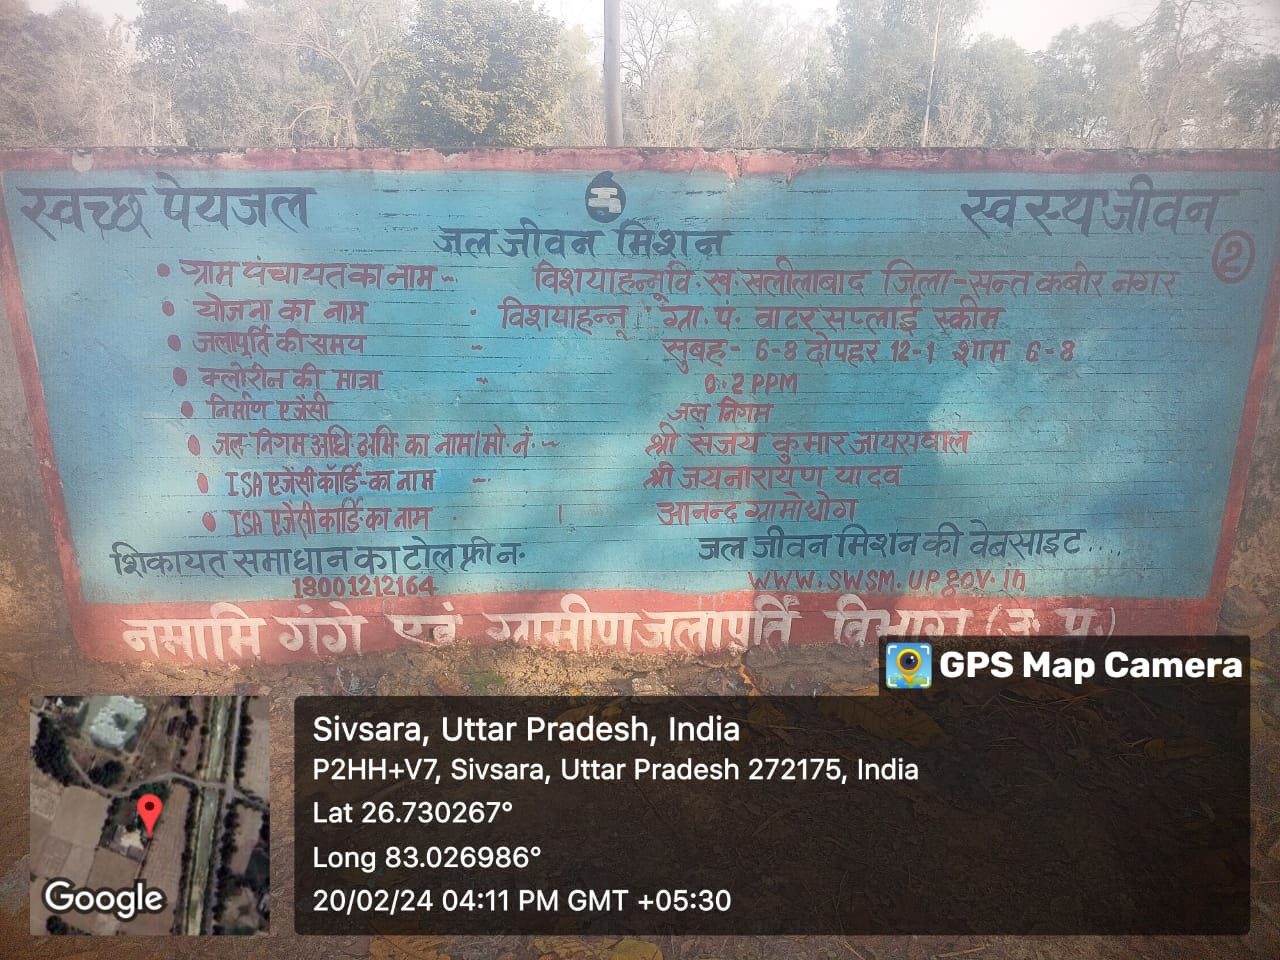 स्वच्छ पेयजल
स्वस्थ जीवन
जल जीवन मिशन
2
• ग्राम पंचायत का नाम -- विशयाहन्नू वि. ख. सलीलाबाद जिला-सन्त कबीर नगर
• योजना का नाम - विशयाहन्नू ग्रा. पं. वाटर सप्लाई स्कीम
• जलापूर्ति की समय - सुबह- 6-8 दोपहर 12-1 शाम 6-8
• क्लोरीन की मात्रा -- 0.2 PPM
• निर्माण एजेंसी जल निगम
• जल-निगम अधि. अभि. का नाम/मो. नं. -- श्री संजय कुमार जायसवाल
• ISA एजेंसी कॉर्डि-का नाम -- श्री जयनारायण यादव
• ISA एजेंसी कार्डि. का नाम आनन्द ग्रामोद्योग
शिकायत समाधान का टोल फ्री न. जल जीवन मिशन की वेबसाइट....
18001212164 www.SWSM.UP.gov.in
नमामि गंगे एवं ग्रामीण जलापूर्ति विभाग (उ. प्र.)
GPS Map Camera
Sivsara, Uttar Pradesh, India
P2HH+V7, Sivsara, Uttar Pradesh 272175, India
Lat 26.730267°
Long 83.026986°
20/02/24 04:11 PM GMT +05:30
Google